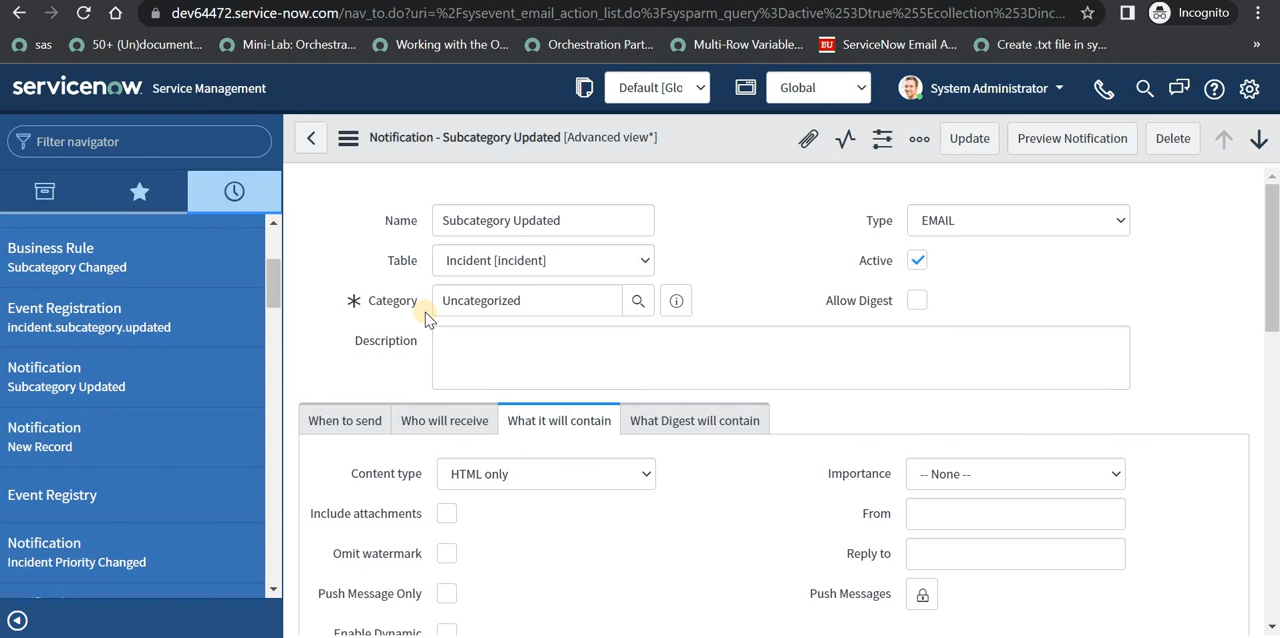 dev64472.service-now.com/nav_to.do?uri=%2Fsysevent_email_action_list.do%3Fsysparm_query%3Dactive%253Dtrue%255Ecollection%253Dinc...
Incognito
sas
50+ (Un)document...
Mini-Lab: Orchestra...
Working with the O...
Orchestration Part...
Multi-Row Variable...
BU ServiceNow Email A...
Create .txt file in sy...
»
servicenow Service Management
Default [Glo
Global
System Administrator
Filter navigator
Notification - Subcategory Updated [Advanced view*]
Update
Preview Notification
Delete
Business Rule
Subcategory Changed
Event Registration
incident.subcategory.updated
Notification
Subcategory Updated
Notification
New Record
Event Registry
Notification
Incident Priority Changed
Name Subcategory Updated
Type EMAIL
Table Incident [incident]
Active
Category Uncategorized
Allow Digest
Description
When to send
Who will receive
What it will contain
What Digest will contain
Content type HTML only
Importance -- None --
Include attachments
From
Omit watermark
Reply to
Push Message Only
Push Messages
Enable Dynamic